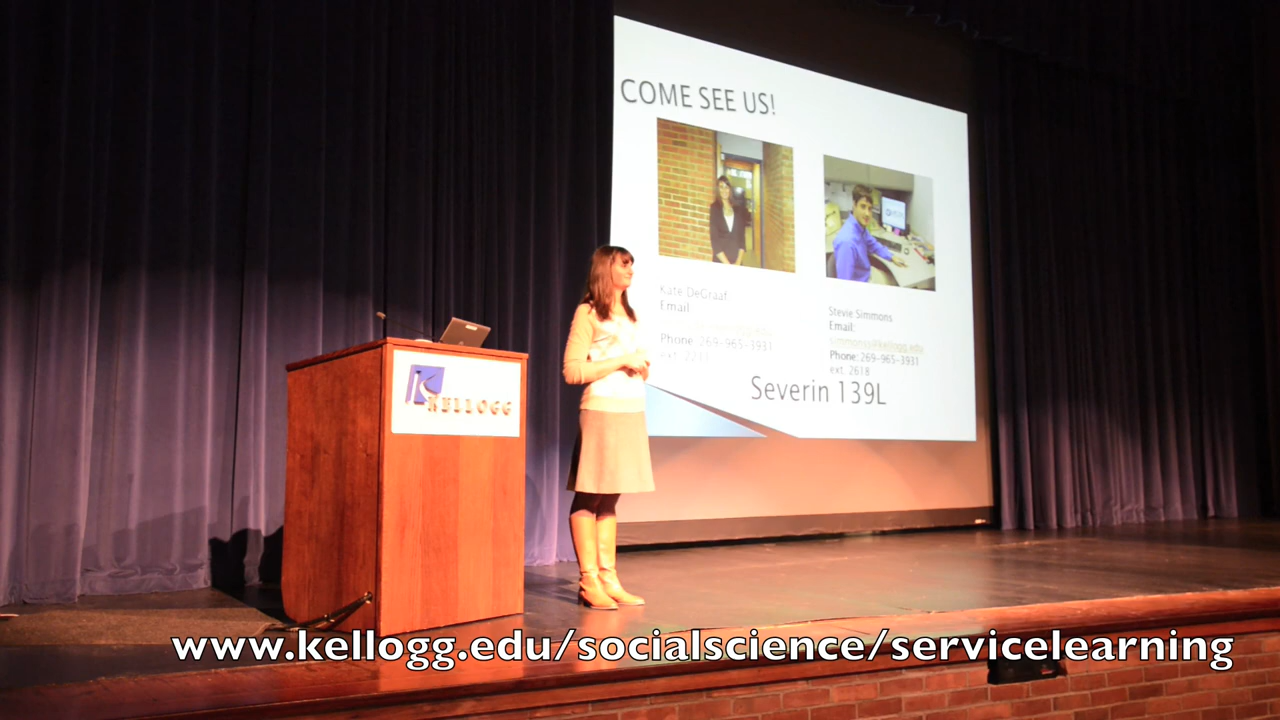 COME SEE US!
Kate DeGraaf
Email
Phone: 269-965-3931
Stevie Simmons
Email:
simmonss@kellogg.edu
Phone: 269-965-3931
ext. 2618
Severin 139L
KELLOGG
www.kellogg.edu/socialscience/servicelearning